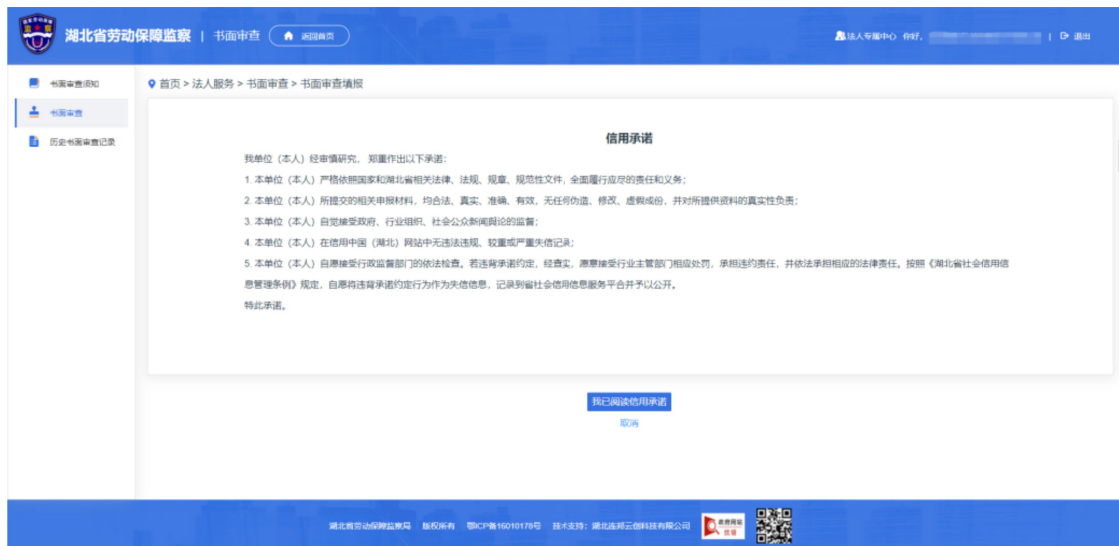 湖北省劳动保障监察 | 书面审查 返回首页
法人专属中心 你好, | 退出
书面审查须知
书面审查
历史书面审查记录
首页 > 法人服务 > 书面审查 > 书面审查填报
信用承诺
我单位（本人）经审慎研究，郑重作出以下承诺：
1. 本单位（本人）严格依照国家和湖北省相关法律、法规、规章、规范性文件，全面履行应尽的责任和义务；
2. 本单位（本人）所提交的相关申报材料，均合法、真实、准确、有效，无任何伪造、修改、虚假成份，并对所提供资料的真实性负责；
3. 本单位（本人）自觉接受政府、行业组织、社会公众新闻舆论的监督；
4. 本单位（本人）在信用中国（湖北）网站中无违法违规、较重或严重失信记录；
5. 本单位（本人）自愿接受行政监督部门的依法检查。若违背承诺约定，经查实，愿意接受行业主管部门相应处罚，承担违约责任，并依法承担相应的法律责任。按照《湖北省社会信用信
息管理条例》规定，自愿将违背承诺约定行为作为失信信息，记录到省社会信用信息服务平台并予以公开。
特此承诺。
我已阅读信用承诺
取消
湖北省劳动保障监察局 版权所有 鄂ICP备16010178号 技术支持：湖北连邦云创科技有限公司
政府网站
找错